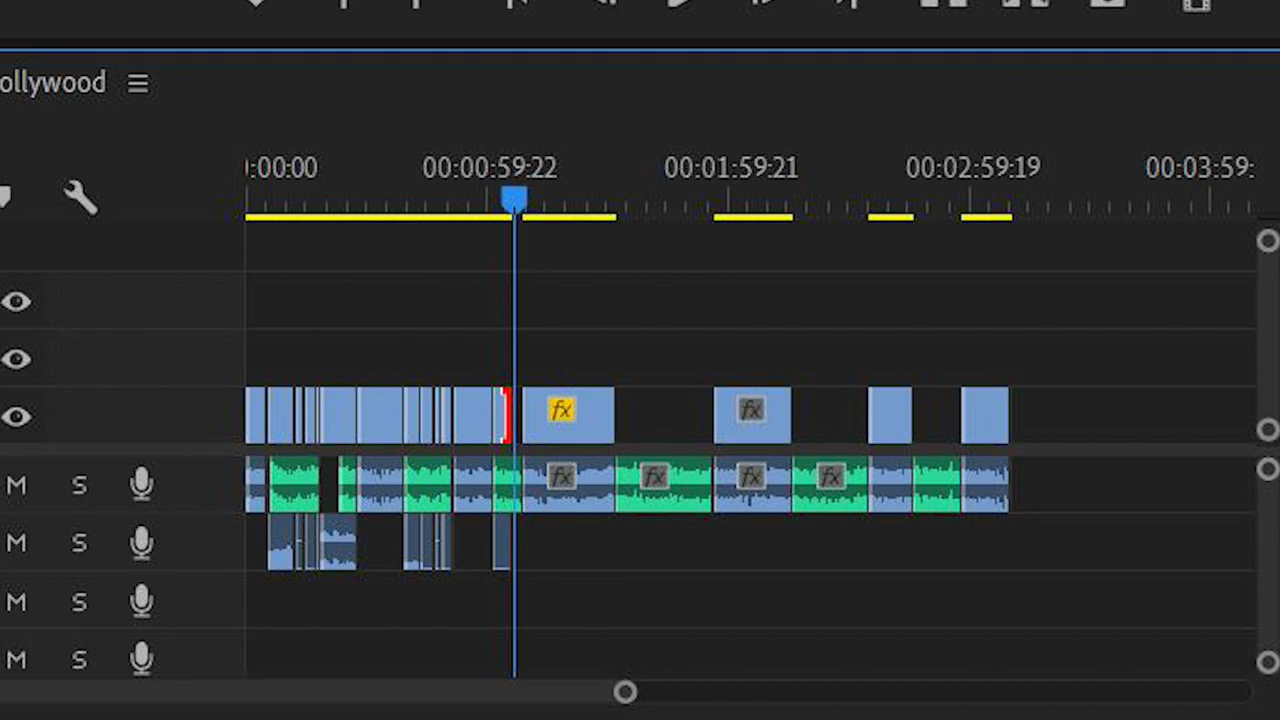 ollywood
:00:00 00:00:59:22 00:01:59:21 00:02:59:19 00:03:59:
fx fx
M S fx fx fx fx
M S
M S
M S